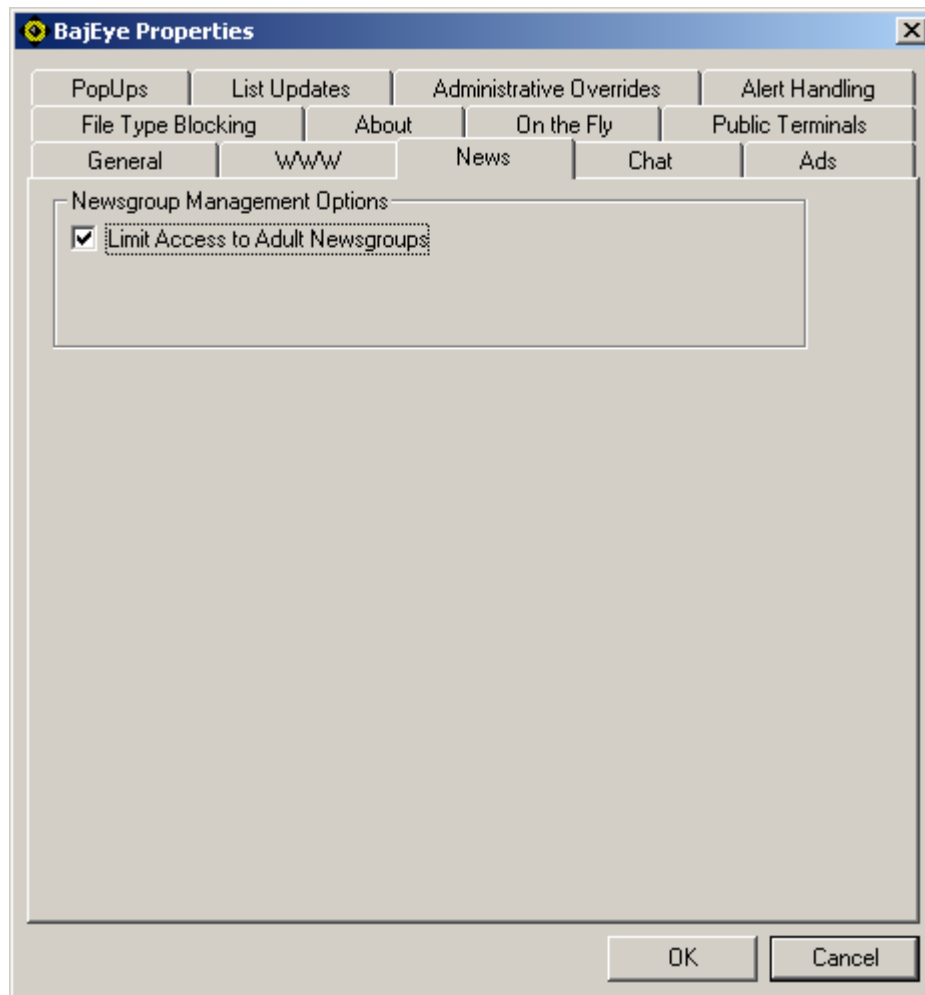 BajEye Properties
PopUps List Updates Administrative Overrides Alert Handling
File Type Blocking About On the Fly Public Terminals
General WWW News Chat Ads
Newsgroup Management Options
Limit Access to Adult Newsgroups
OK Cancel